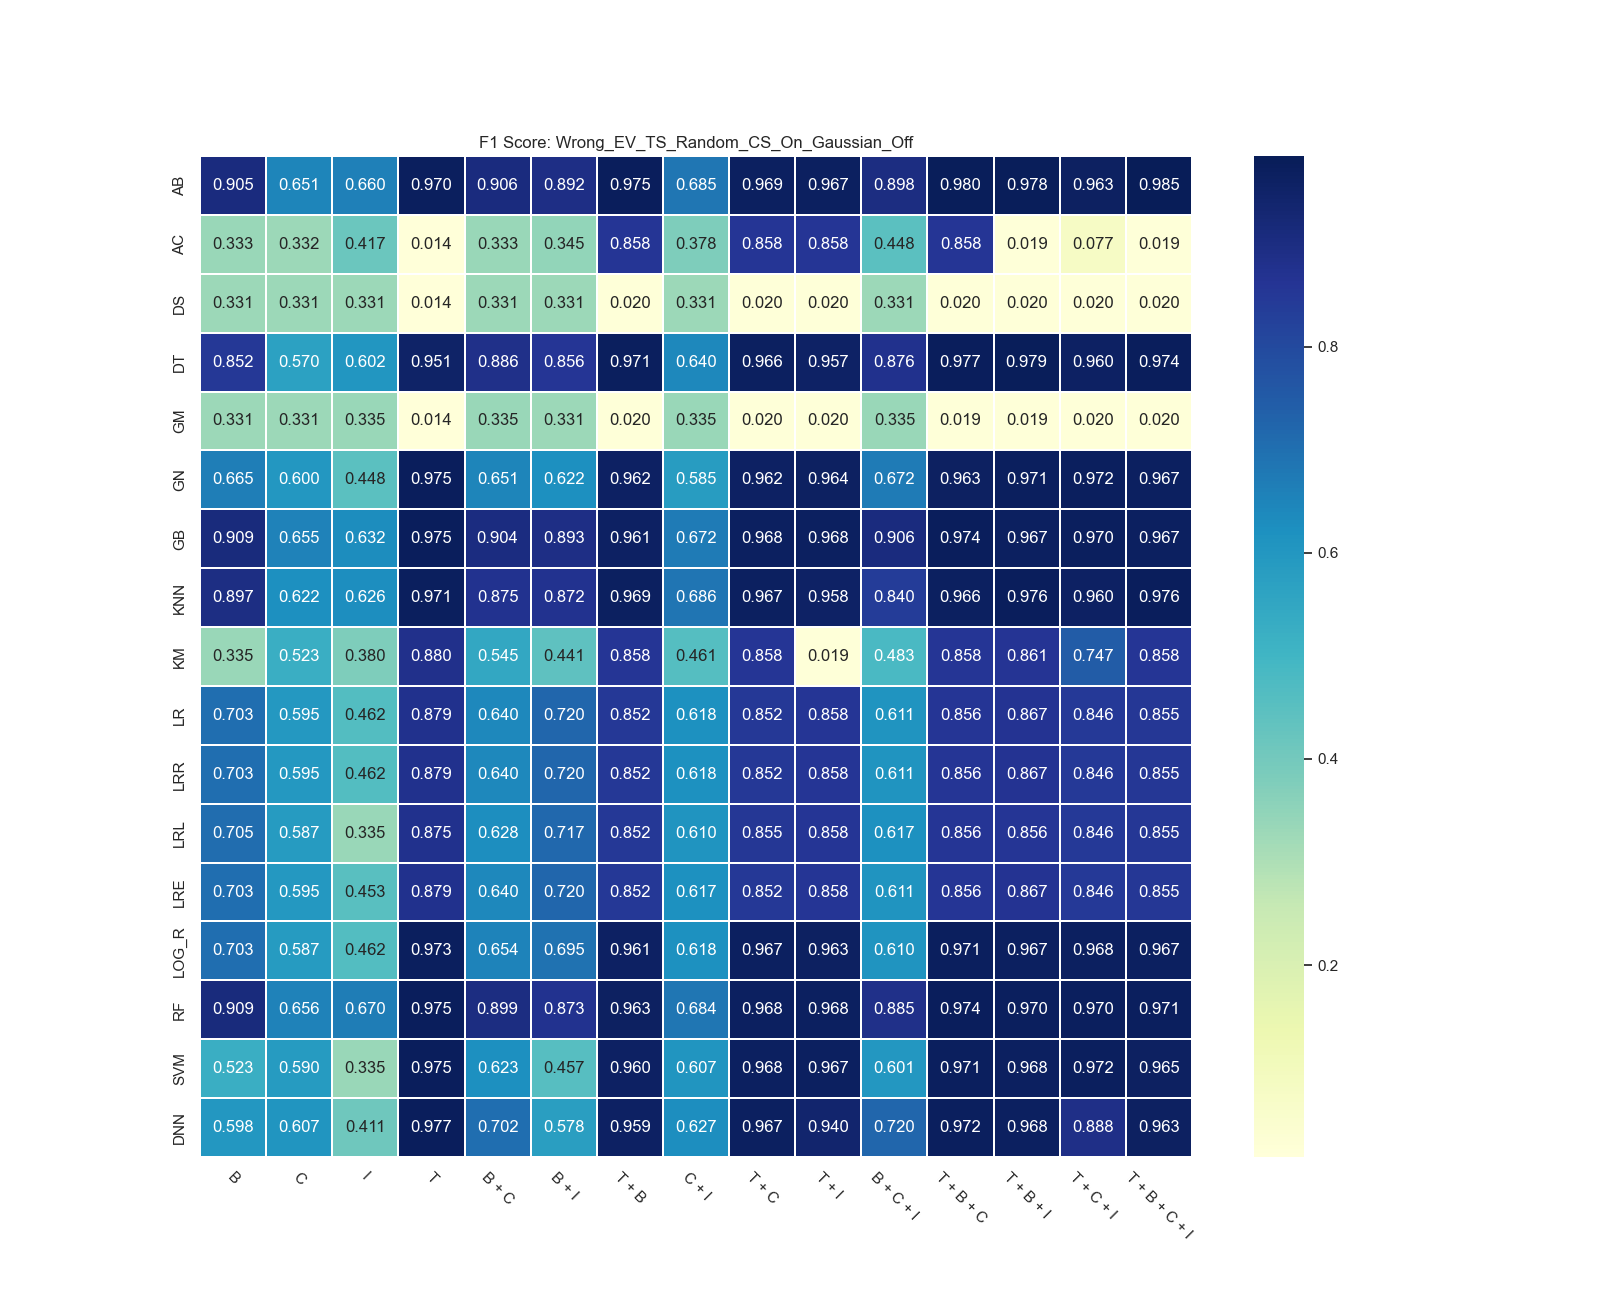 F1 Score: Wrong_EV_TS_Random_CS_On_Gaussian_Off
AB 0.905 0.651 0.660 0.970 0.906 0.892 0.975 0.685 0.969 0.967 0.898 0.980 0.978 0.963 0.985
AC 0.333 0.332 0.417 0.014 0.333 0.345 0.858 0.378 0.858 0.858 0.448 0.858 0.019 0.077 0.019
DS 0.331 0.331 0.331 0.014 0.331 0.331 0.020 0.331 0.020 0.020 0.331 0.020 0.020 0.020 0.020
DT 0.852 0.570 0.602 0.951 0.886 0.856 0.971 0.640 0.966 0.957 0.876 0.977 0.979 0.960 0.974
GM 0.331 0.331 0.335 0.014 0.335 0.331 0.020 0.335 0.020 0.020 0.335 0.019 0.019 0.020 0.020
GN 0.665 0.600 0.448 0.975 0.651 0.622 0.962 0.585 0.962 0.964 0.672 0.963 0.971 0.972 0.967
GB 0.909 0.655 0.632 0.975 0.904 0.893 0.961 0.672 0.968 0.968 0.906 0.974 0.967 0.970 0.967
KNN 0.897 0.622 0.626 0.971 0.875 0.872 0.969 0.686 0.967 0.958 0.840 0.966 0.976 0.960 0.976
KM 0.335 0.523 0.380 0.880 0.545 0.441 0.858 0.461 0.858 0.019 0.483 0.858 0.861 0.747 0.858
LR 0.703 0.595 0.462 0.879 0.640 0.720 0.852 0.618 0.852 0.858 0.611 0.856 0.867 0.846 0.855
LRR 0.703 0.595 0.462 0.879 0.640 0.720 0.852 0.618 0.852 0.858 0.611 0.856 0.867 0.846 0.855
LRL 0.705 0.587 0.335 0.875 0.628 0.717 0.852 0.610 0.855 0.858 0.617 0.856 0.856 0.846 0.855
LRE 0.703 0.595 0.453 0.879 0.640 0.720 0.852 0.617 0.852 0.858 0.611 0.856 0.867 0.846 0.855
LOG_R 0.703 0.587 0.462 0.973 0.654 0.695 0.961 0.618 0.967 0.963 0.610 0.971 0.967 0.968 0.967
RF 0.909 0.656 0.670 0.975 0.899 0.873 0.963 0.684 0.968 0.968 0.885 0.974 0.970 0.970 0.971
SVM 0.523 0.590 0.335 0.975 0.623 0.457 0.960 0.607 0.968 0.967 0.601 0.971 0.968 0.972 0.965
DNN 0.598 0.607 0.411 0.977 0.702 0.578 0.959 0.627 0.967 0.940 0.720 0.972 0.968 0.888 0.963
B C I T B + C B + I T + B C + I T + C T + I B + C + I T + B + C T + B + I T + C + I T + B + C + I
0.8
0.6
0.4
0.2